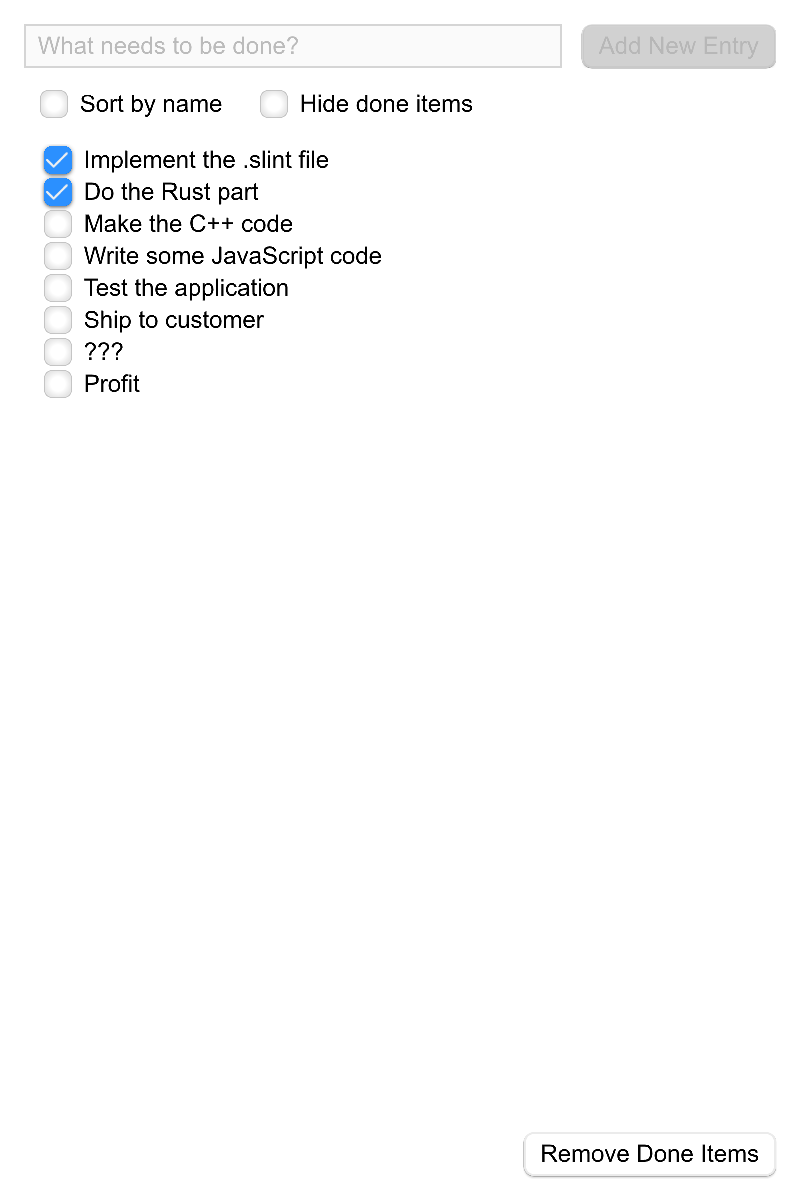 What needs to be done? Add New Entry
Sort by name Hide done items
Implement the .slint file
Do the Rust part
Make the C++ code
Write some JavaScript code
Test the application
Ship to customer
???
Profit
Remove Done Items